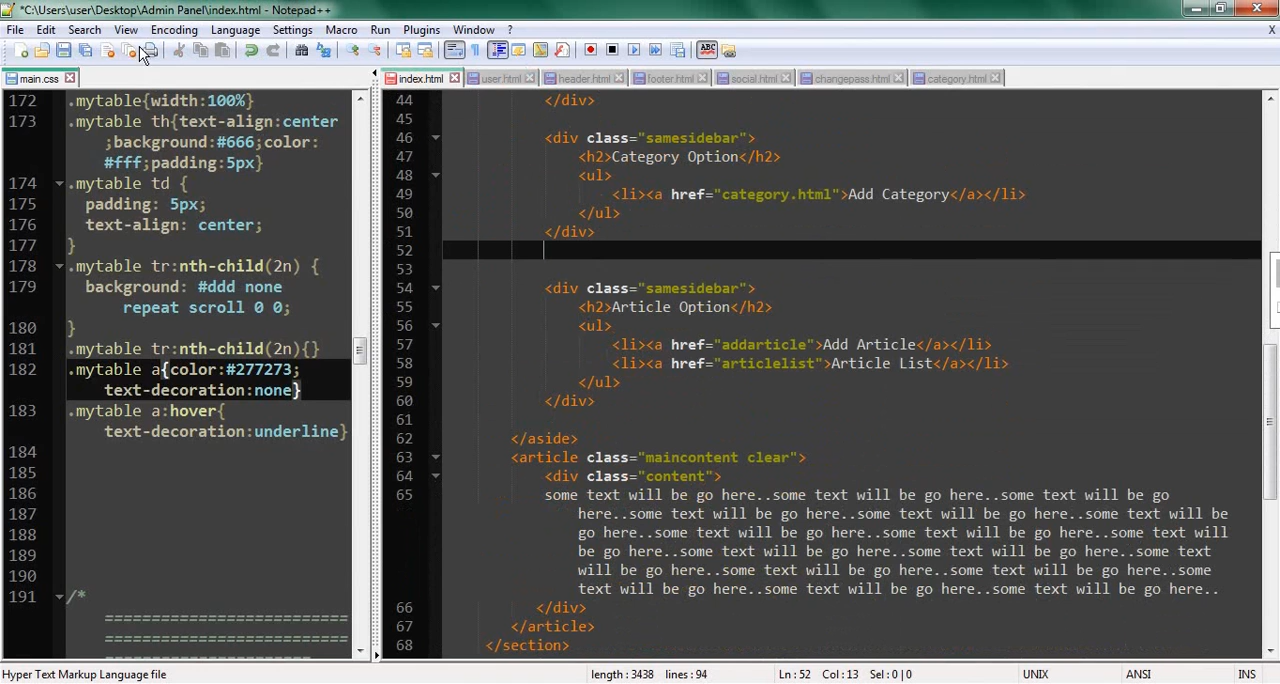 *C:\Users\user\Desktop\Admin Panel\index.html - Notepad++
File Edit Search View Encoding Language Settings Macro Run Plugins Window ? X
main.css
172 .mytable{width:100%}
173 .mytable th{text-align:center
;background:#666;color:
#fff;padding:5px}
174 .mytable td {
175 padding: 5px;
176 text-align: center;
177 }
178 .mytable tr:nth-child(2n) {
179 background: #ddd none
repeat scroll 0 0;
180 }
181 .mytable tr:nth-child(2n){}
182 .mytable a{color:#277273;
text-decoration:none}
183 .mytable a:hover{
text-decoration:underline}
184
185
186
187
188
189
190
191 /*
===========================
===========================
=======================
index.html user.html header.html footer.html social.html changepass.html category.html
44 </div>
45
46 <div class="samesidebar">
47 <h2>Category Option</h2>
48 <ul>
49 <li><a href="category.html">Add Category</a></li>
50 </ul>
51 </div>
52
53
54 <div class="samesidebar">
55 <h2>Article Option</h2>
56 <ul>
57 <li><a href="addarticle">Add Article</a></li>
58 <li><a href="articlelist">Article List</a></li>
59 </ul>
60 </div>
61
62 </aside>
63 <article class="maincontent clear">
64 <div class="content">
65 some text will be go here..some text will be go here..some text will be go
here..some text will be go here..some text will be go here..some text will be
go here..some text will be go here..some text will be go here..some text will
be go here..some text will be go here..some text will be go here..some text
will be go here..some text will be go here..some text will be go here..some
text will be go here..some text will be go here..some text will be go here..
66 </div>
67 </article>
68 </section>
Hyper Text Markup Language file length : 3438 lines : 94 Ln : 52 Col : 13 Sel : 0 | 0 UNIX ANSI INS